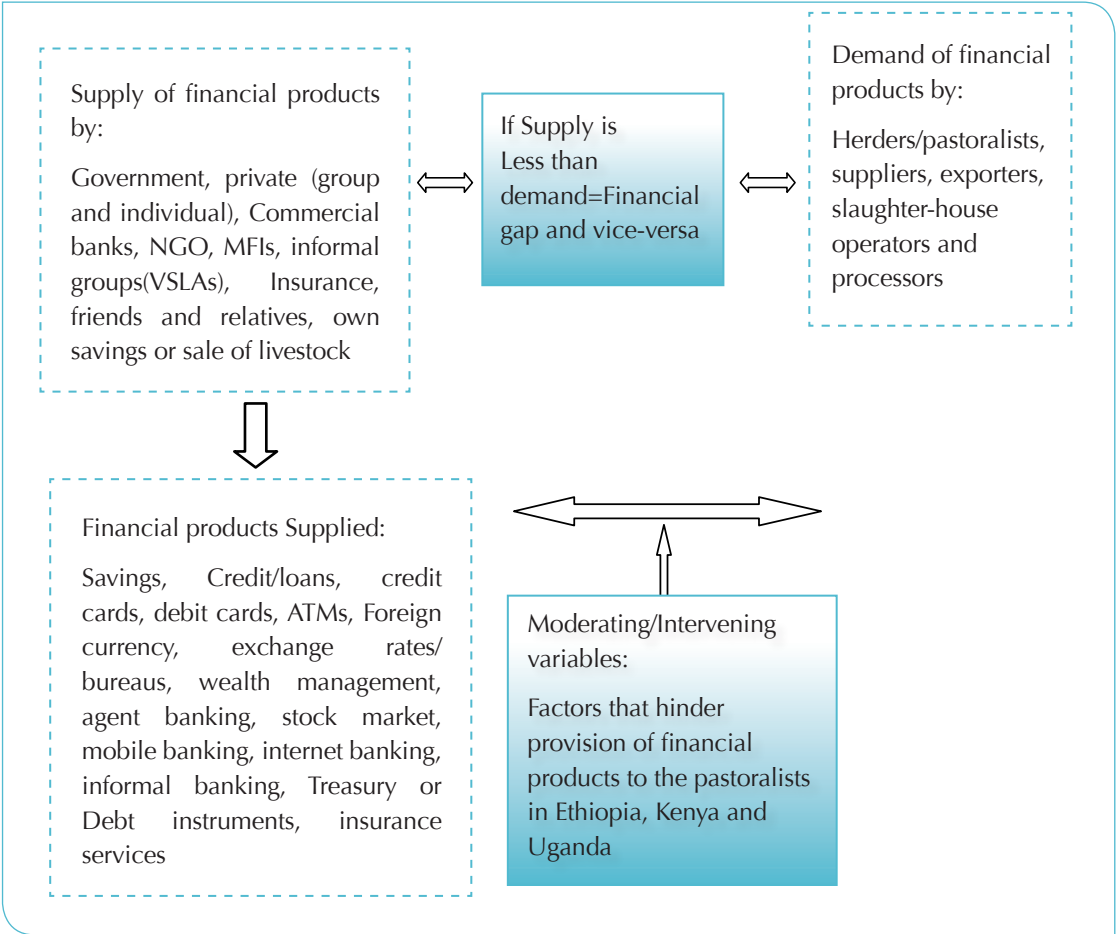 Supply of financial products
by:
Government, private (group
and individual), Commercial
banks, NGO, MFIs, informal
groups(VSLAs), Insurance,
friends and relatives, own
savings or sale of livestock
If Supply is
Less than
demand=Financial
gap and vice-versa
Demand of financial
products by:
Herders/pastoralists,
suppliers, exporters,
slaughter-house
operators and
processors
Financial products Supplied:
Savings, Credit/loans, credit
cards, debit cards, ATMs, Foreign
currency, exchange rates/
bureaus, wealth management,
agent banking, stock market,
mobile banking, internet banking,
informal banking, Treasury or
Debt instruments, insurance
services
Moderating/Intervening
variables:
Factors that hinder
provision of financial
products to the pastoralists
in Ethiopia, Kenya and
Uganda